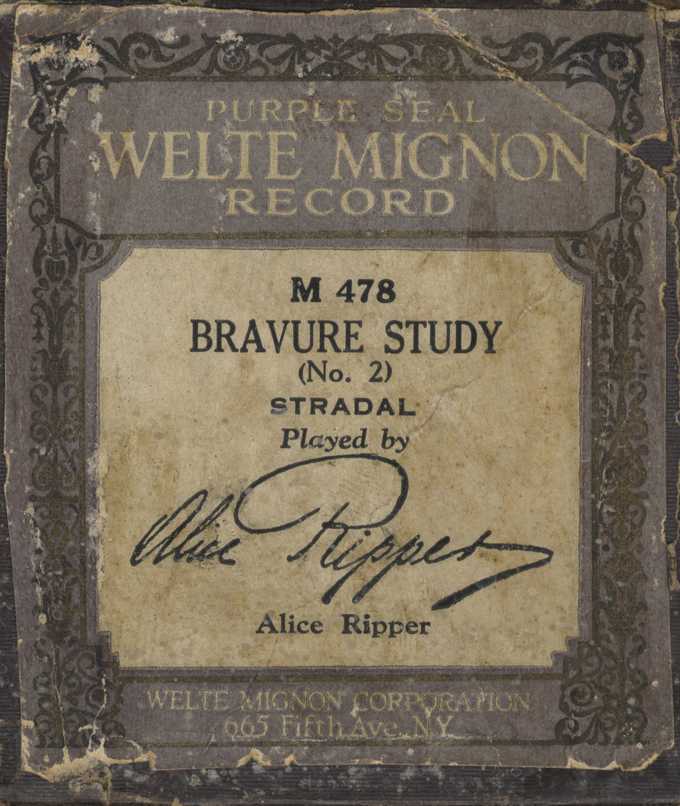 PURPLE SEAL
WELTE MIGNON
RECORD
M 478
BRAVURE STUDY
(No. 2)
STRADAL
Played by
Alice Ripper
Alice Ripper
WELTE MIGNON CORPORATION
665 Fifth Ave. N.Y.